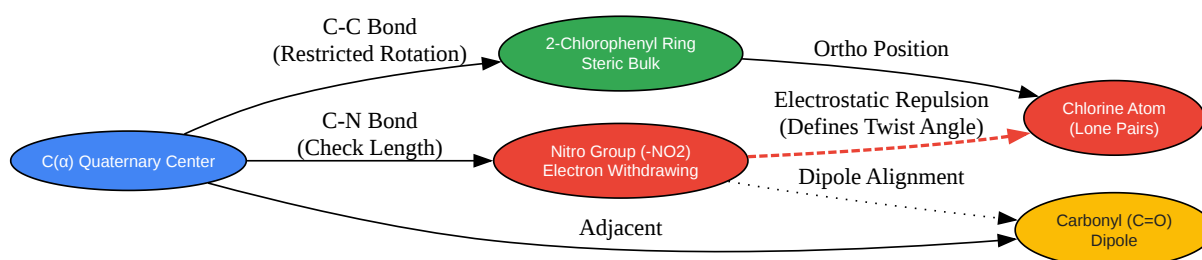 C-C Bond
(Restricted Rotation)
2-Chlorophenyl Ring
Steric Bulk
Ortho Position
C(α) Quaternary Center
C-N Bond
(Check Length)
Nitro Group (-NO2)
Electron Withdrawing
Electrostatic Repulsion
(Defines Twist Angle)
Chlorine Atom
(Lone Pairs)
Dipole Alignment
Adjacent
Carbonyl (C=O)
Dipole